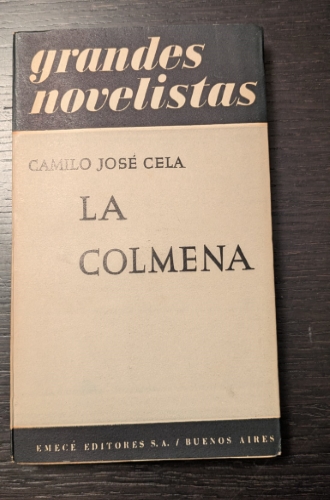 grandes
novelistas
CAMILO JOSÉ CELA
LA
COLMENA
EMECÉ EDITORES S.A. / BUENOS AIRES